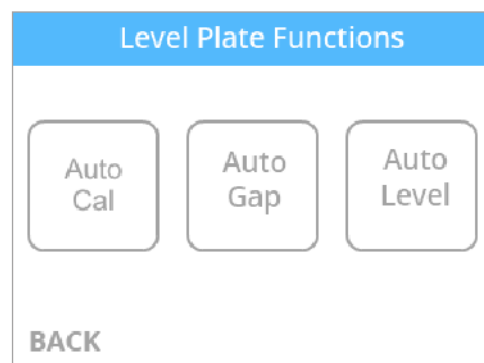 Level Plate Functions
Auto
Cal
Auto
Gap
Auto
Level
BACK